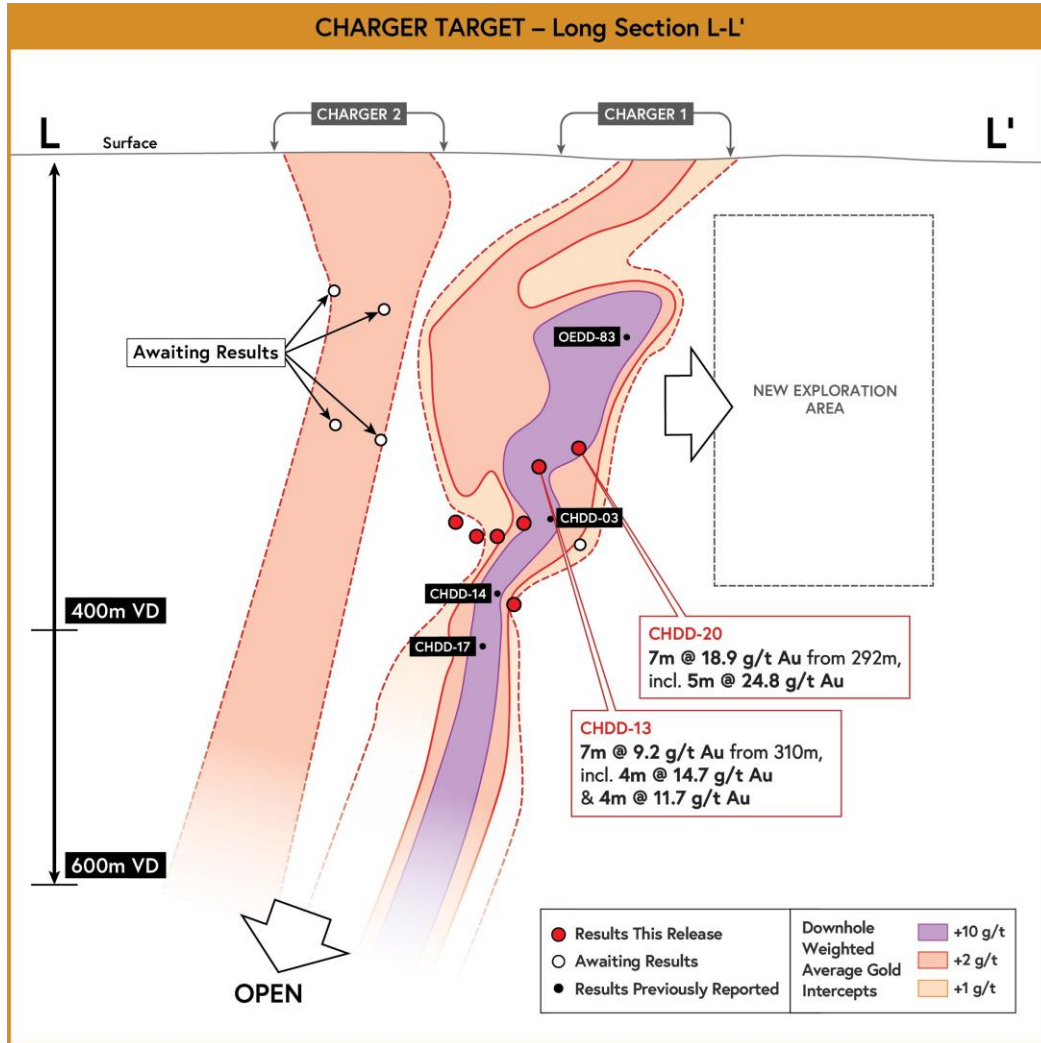 CHARGER TARGET – Long Section L-L'
CHARGER 2
CHARGER 1
L
Surface
L'
OEDD-83
Awaiting Results
NEW EXPLORATION
AREA
CHDD-03
CHDD-14
400m VD
CHDD-17
CHDD-20
7m @ 18.9 g/t Au from 292m,
incl. 5m @ 24.8 g/t Au
CHDD-13
7m @ 9.2 g/t Au from 310m,
incl. 4m @ 14.7 g/t Au
& 4m @ 11.7 g/t Au
600m VD
OPEN
Results This Release
Awaiting Results
Results Previously Reported
Downhole
Weighted
Average Gold
Intercepts
+10 g/t
+2 g/t
+1 g/t